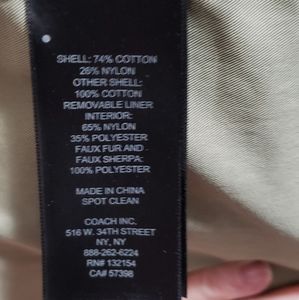 SHELL: 74% COTTON
26% NYLON
OTHER SHELL:
100% COTTON
REMOVABLE LINER
INTERIOR:
65% NYLON
35% POLYESTER
FAUX FUR AND
FAUX SHERPA:
100% POLYESTER
MADE IN CHINA
SPOT CLEAN
COACH INC.
516 W. 34TH STREET
NY, NY
888-262-6224
RN# 132154
CA# 57398